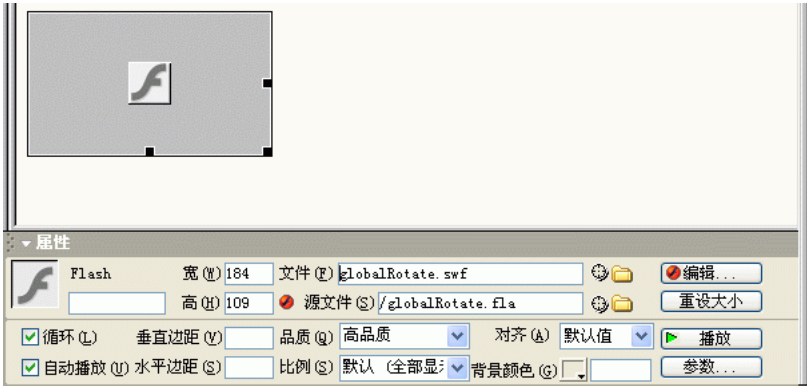 属性
Flash 宽(W) 184 文件(F) globalRotate.swf 编辑...
高(H) 109 源文件(S) /globalRotate.fla 重设大小
循环(L) 垂直边距(V) 品质(Q) 高品质 对齐(A) 默认值 播放
自动播放(U) 水平边距(S) 比例(S) 默认 (全部显 背景颜色(G) 参数...